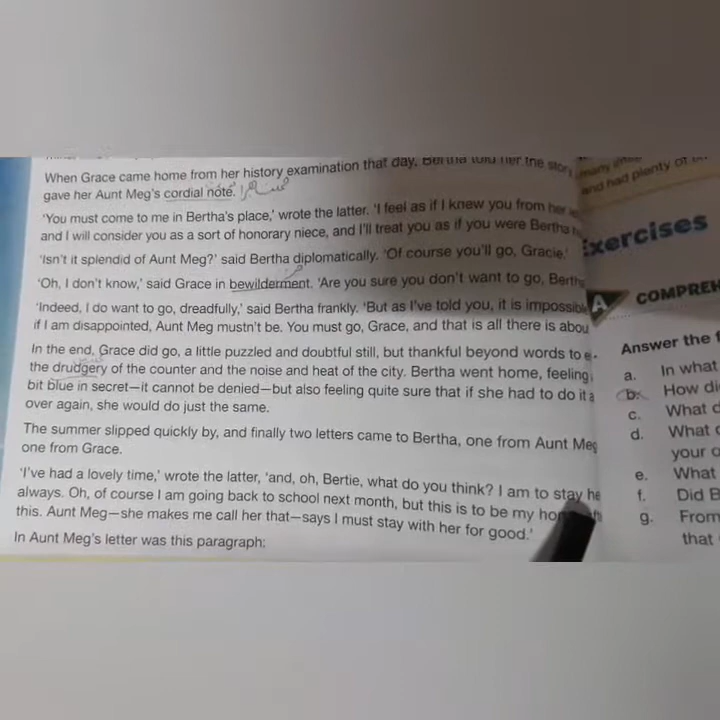 When Grace came home from her history examination that day, Bertha told her the story
gave her Aunt Meg's cordial note.
'You must come to me in Bertha's place,' wrote the latter. 'I feel as if I knew you from her
and I will consider you as a sort of honorary niece, and I'll treat you as if you were Bertha
'Isn't it splendid of Aunt Meg?' said Bertha diplomatically. 'Of course you'll go, Gracie.'
'Oh, I don't know,' said Grace in bewilderment. 'Are you sure you don't want to go, Berth
'Indeed, I do want to go, dreadfully,' said Bertha frankly. 'But as I've told you, it is impossible
if I am disappointed, Aunt Meg mustn't be. You must go, Grace, and that is all there is abou
In the end, Grace did go, a little puzzled and doubtful still, but thankful beyond words to e
the drudgery of the counter and the noise and heat of the city. Bertha went home, feeling
bit blue in secret—it cannot be denied—but also feeling quite sure that if she had to do it a
over again, she would do just the same.
The summer slipped quickly by, and finally two letters came to Bertha, one from Aunt Meg
one from Grace.
'I've had a lovely time,' wrote the latter, 'and, oh, Bertie, what do you think? I am to stay he
always. Oh, of course I am going back to school next month, but this is to be my hom
this. Aunt Meg—she makes me call her that—says I must stay with her for good.'
In Aunt Meg's letter was this paragraph:
and had plenty of
Exercises
A COMPREH
Answer the f
a. In what
b. How di
c. What d
d. What
your
e. What
f. Did B
g. From
that